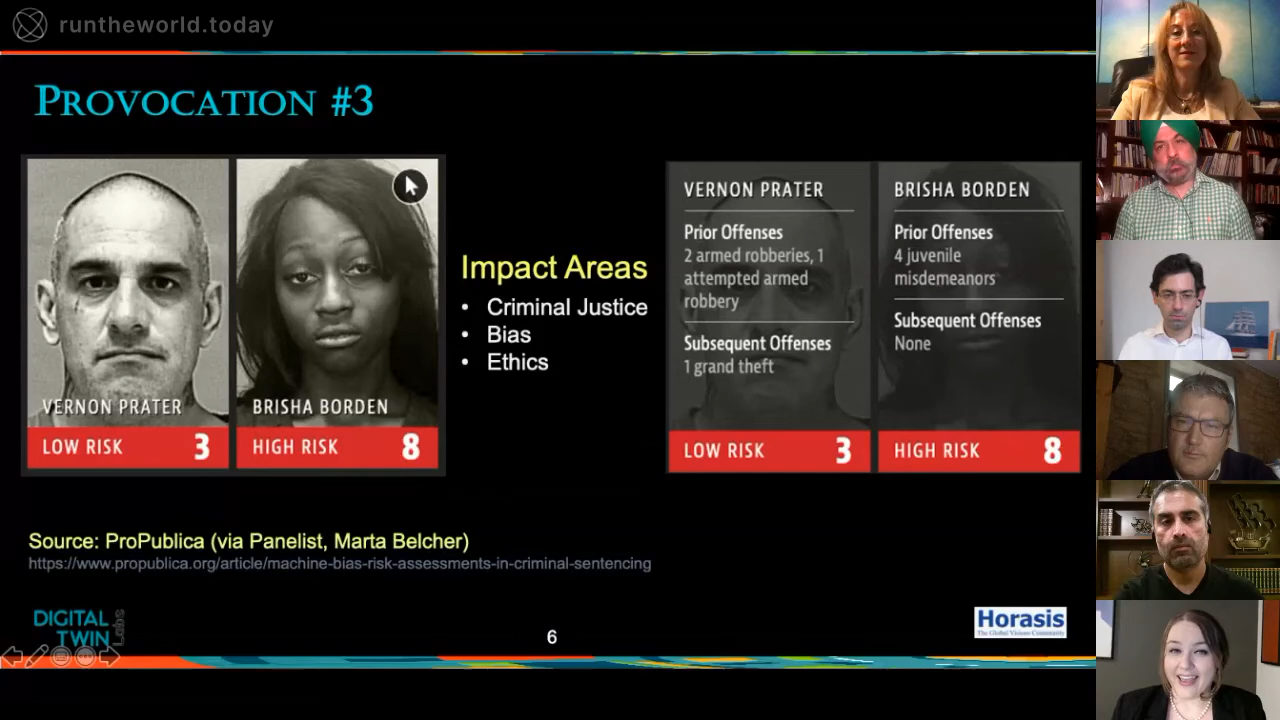 runtheworld.today
PROVOCATION #3
VERNON PRATER
LOW RISK 3
BRISHA BORDEN
HIGH RISK 8
Impact Areas
• Criminal Justice
• Bias
• Ethics
VERNON PRATER
Prior Offenses
2 armed robberies, 1
attempted armed
robbery
Subsequent Offenses
1 grand theft
LOW RISK 3
BRISHA BORDEN
Prior Offenses
4 juvenile
misdemeanors
Subsequent Offenses
None
HIGH RISK 8
Source: ProPublica (via Panelist, Marta Belcher)
https://www.propublica.org/article/machine-bias-risk-assessments-in-criminal-sentencing
DIGITAL
TWIN Labs
6
Horasis
The Global Visions Community